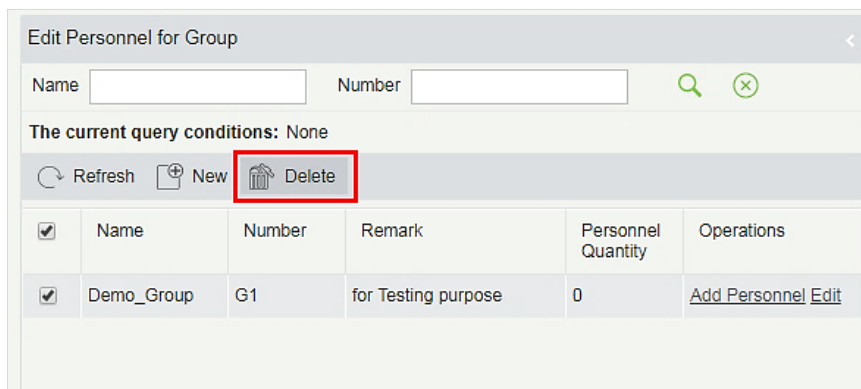 Edit Personnel for Group
Name Number
The current query conditions: None
Refresh New Delete
Name Number Remark Personnel Quantity Operations
Demo_Group G1 for Testing purpose 0 Add Personnel Edit